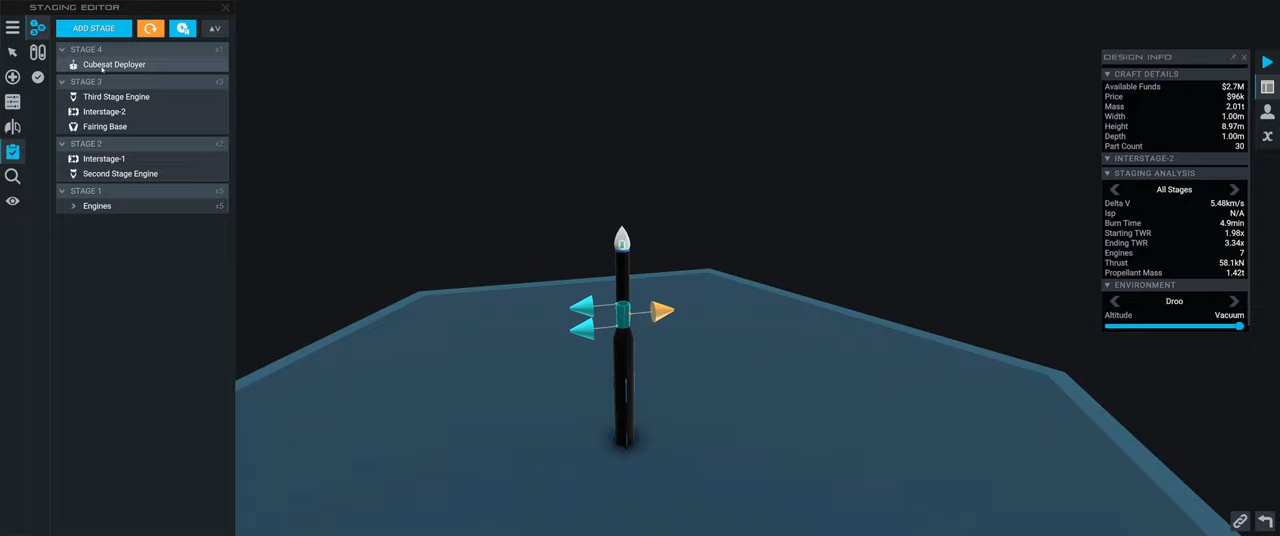 STAGING EDITOR
ADD STAGE
STAGE 4 x1
Cubesat Deployer
STAGE 3 x3
Third Stage Engine
Interstage-2
Fairing Base
STAGE 2 x2
Interstage-1
Second Stage Engine
STAGE 1 x5
Engines x5
DESIGN INFO
CRAFT DETAILS
Available Funds $2.7M
Price $96k
Mass 2.01t
Width 1.00m
Height 8.97m
Depth 1.00m
Part Count 30
INTERSTAGE-2
STAGING ANALYSIS
All Stages
Delta V 5.48km/s
Isp N/A
Burn Time 4.9min
Starting TWR 1.98x
Ending TWR 3.34x
Engines 7
Thrust 58.1kN
Propellant Mass 1.42t
ENVIRONMENT
Droo
Altitude Vacuum